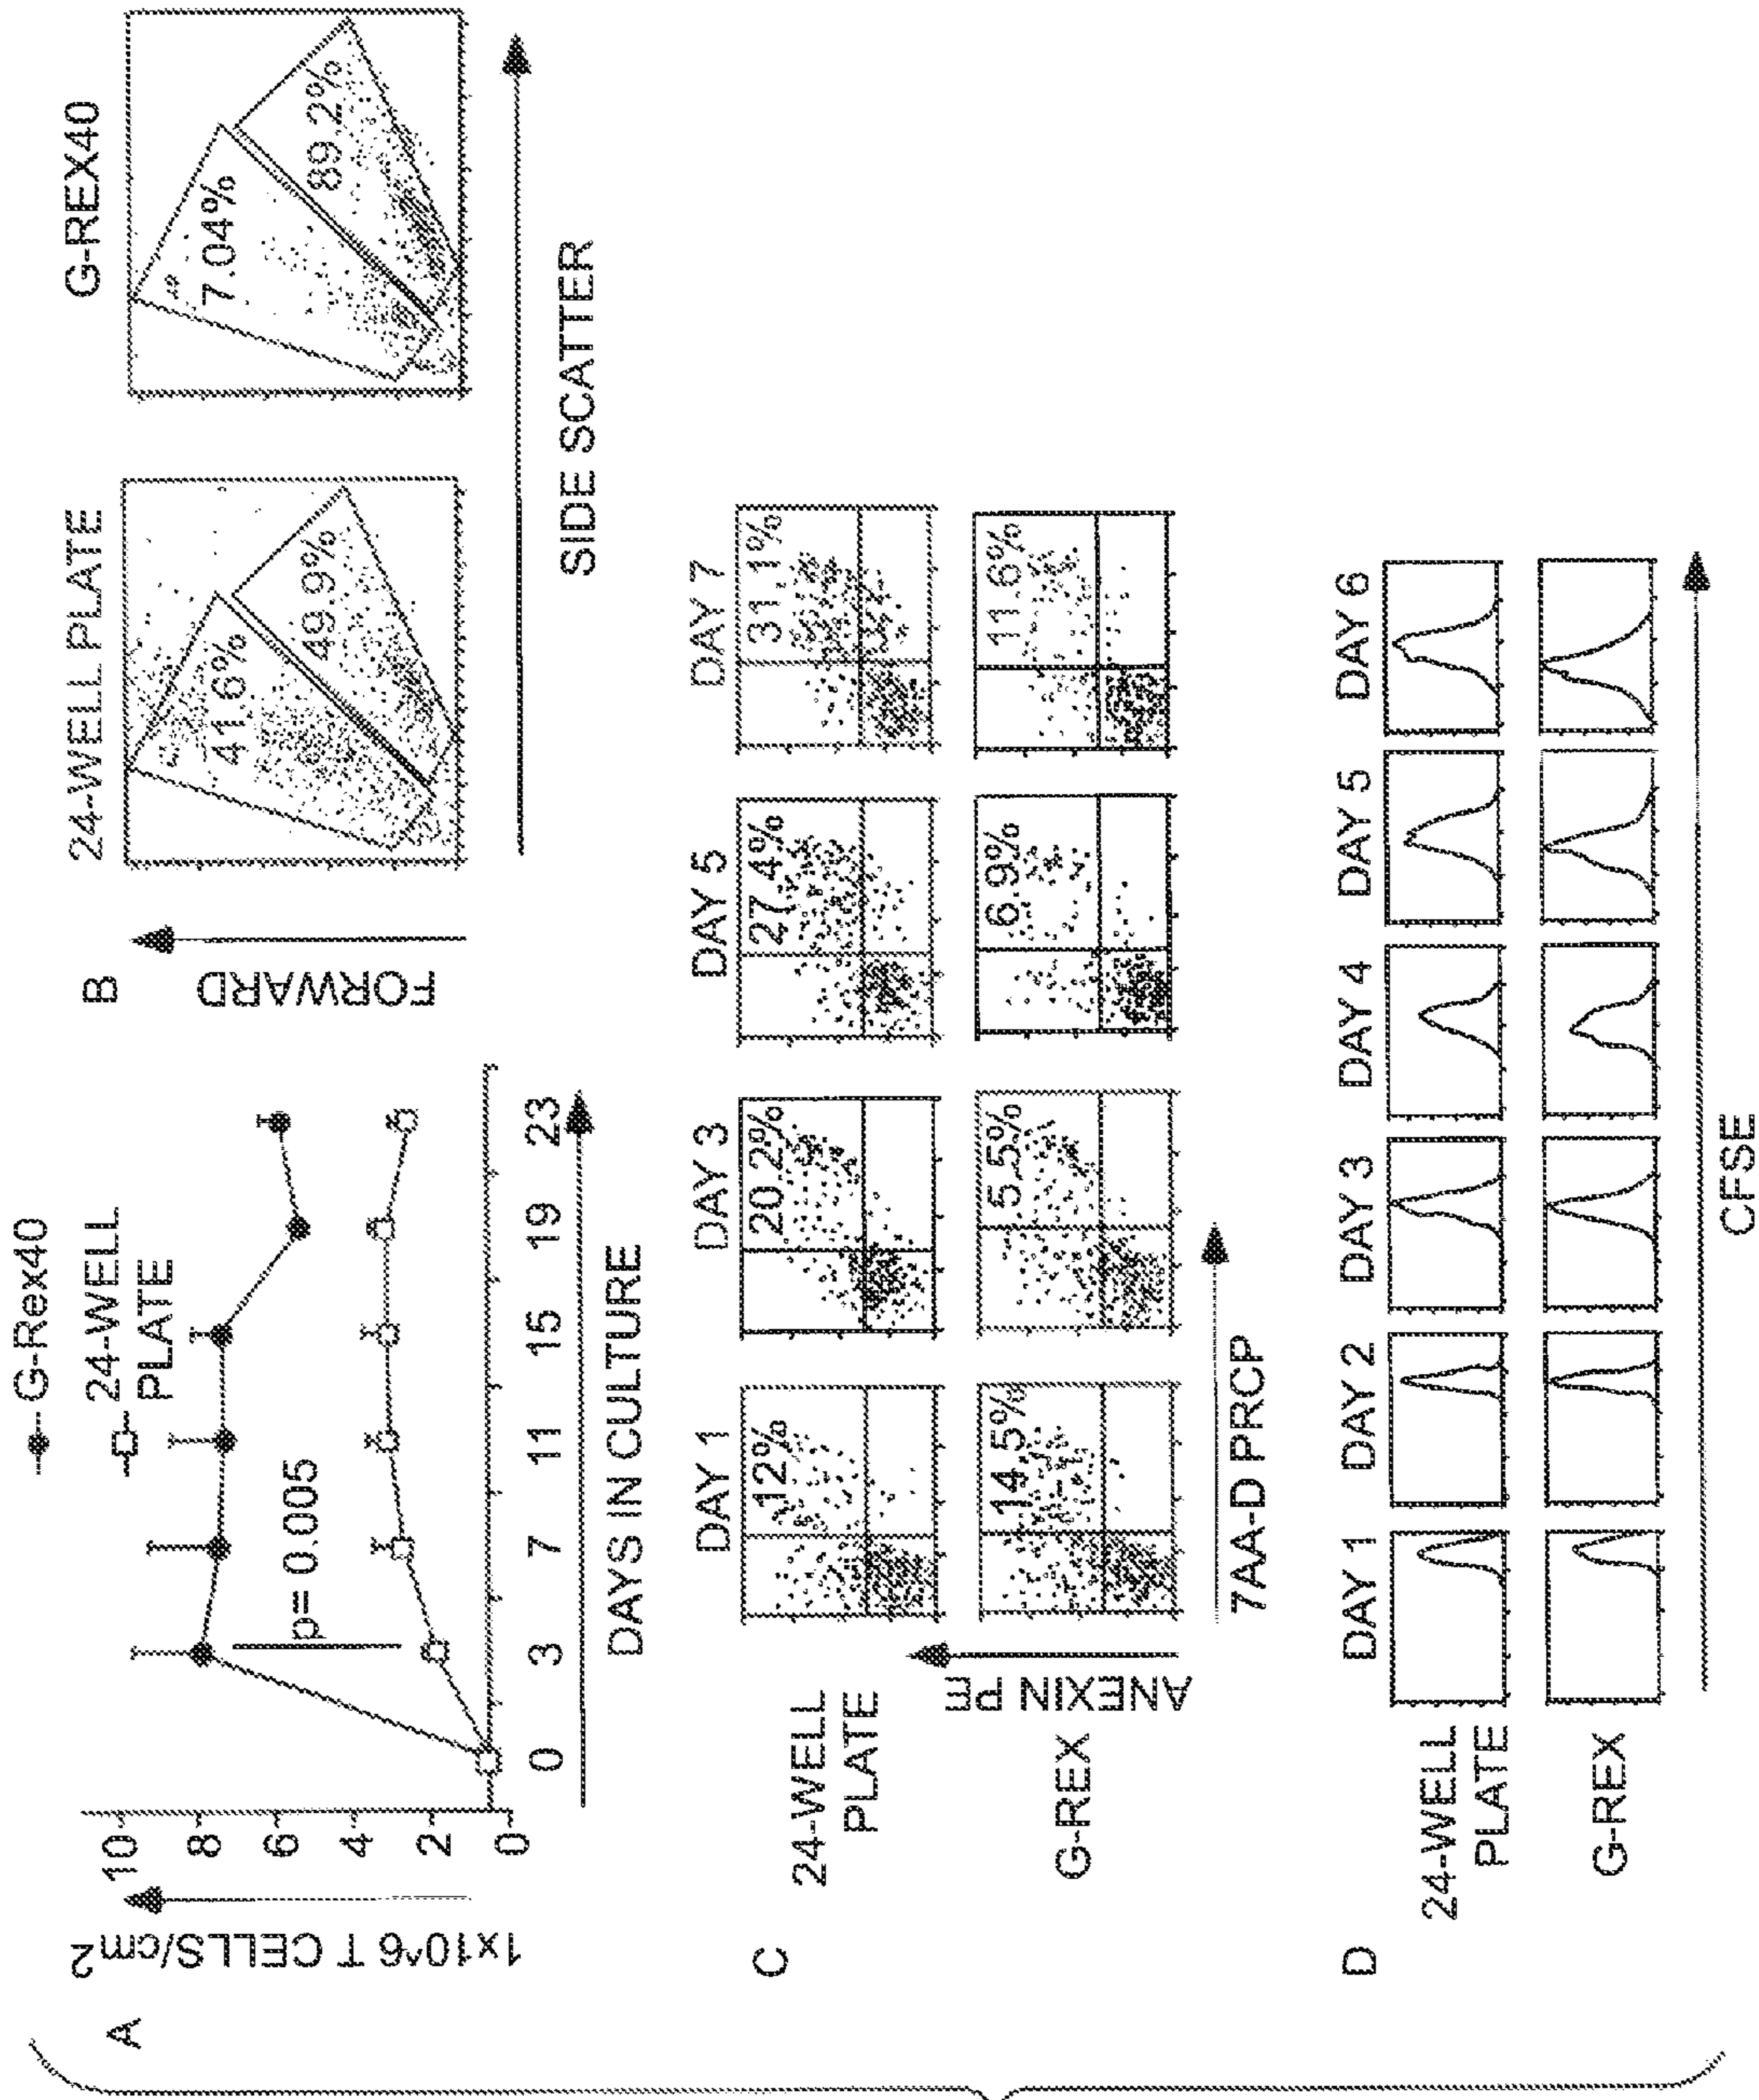 A
1x10^6 T CELLS/cm2
10
8
6
4
2
0
G-Rex40
24-WELL
PLATE
p= 0.005
0 3 7 11 15 19 23
DAYS IN CULTURE
B
FORWARD
24-WELL PLATE
41.6%
49.9%
G-REX40
7.04%
89.2%
SIDE SCATTER
C
DAY 1 DAY 3 DAY 5 DAY 7
24-WELL
PLATE
12% 20.2% 27.4% 31.1%
G-REX
14.5% 5.5% 6.9% 11.6%
ANEXIN PE
7AA-D PRCP
D
DAY 1 DAY 2 DAY 3 DAY 4 DAY 5 DAY 6
24-WELL
PLATE
G-REX
CFSE